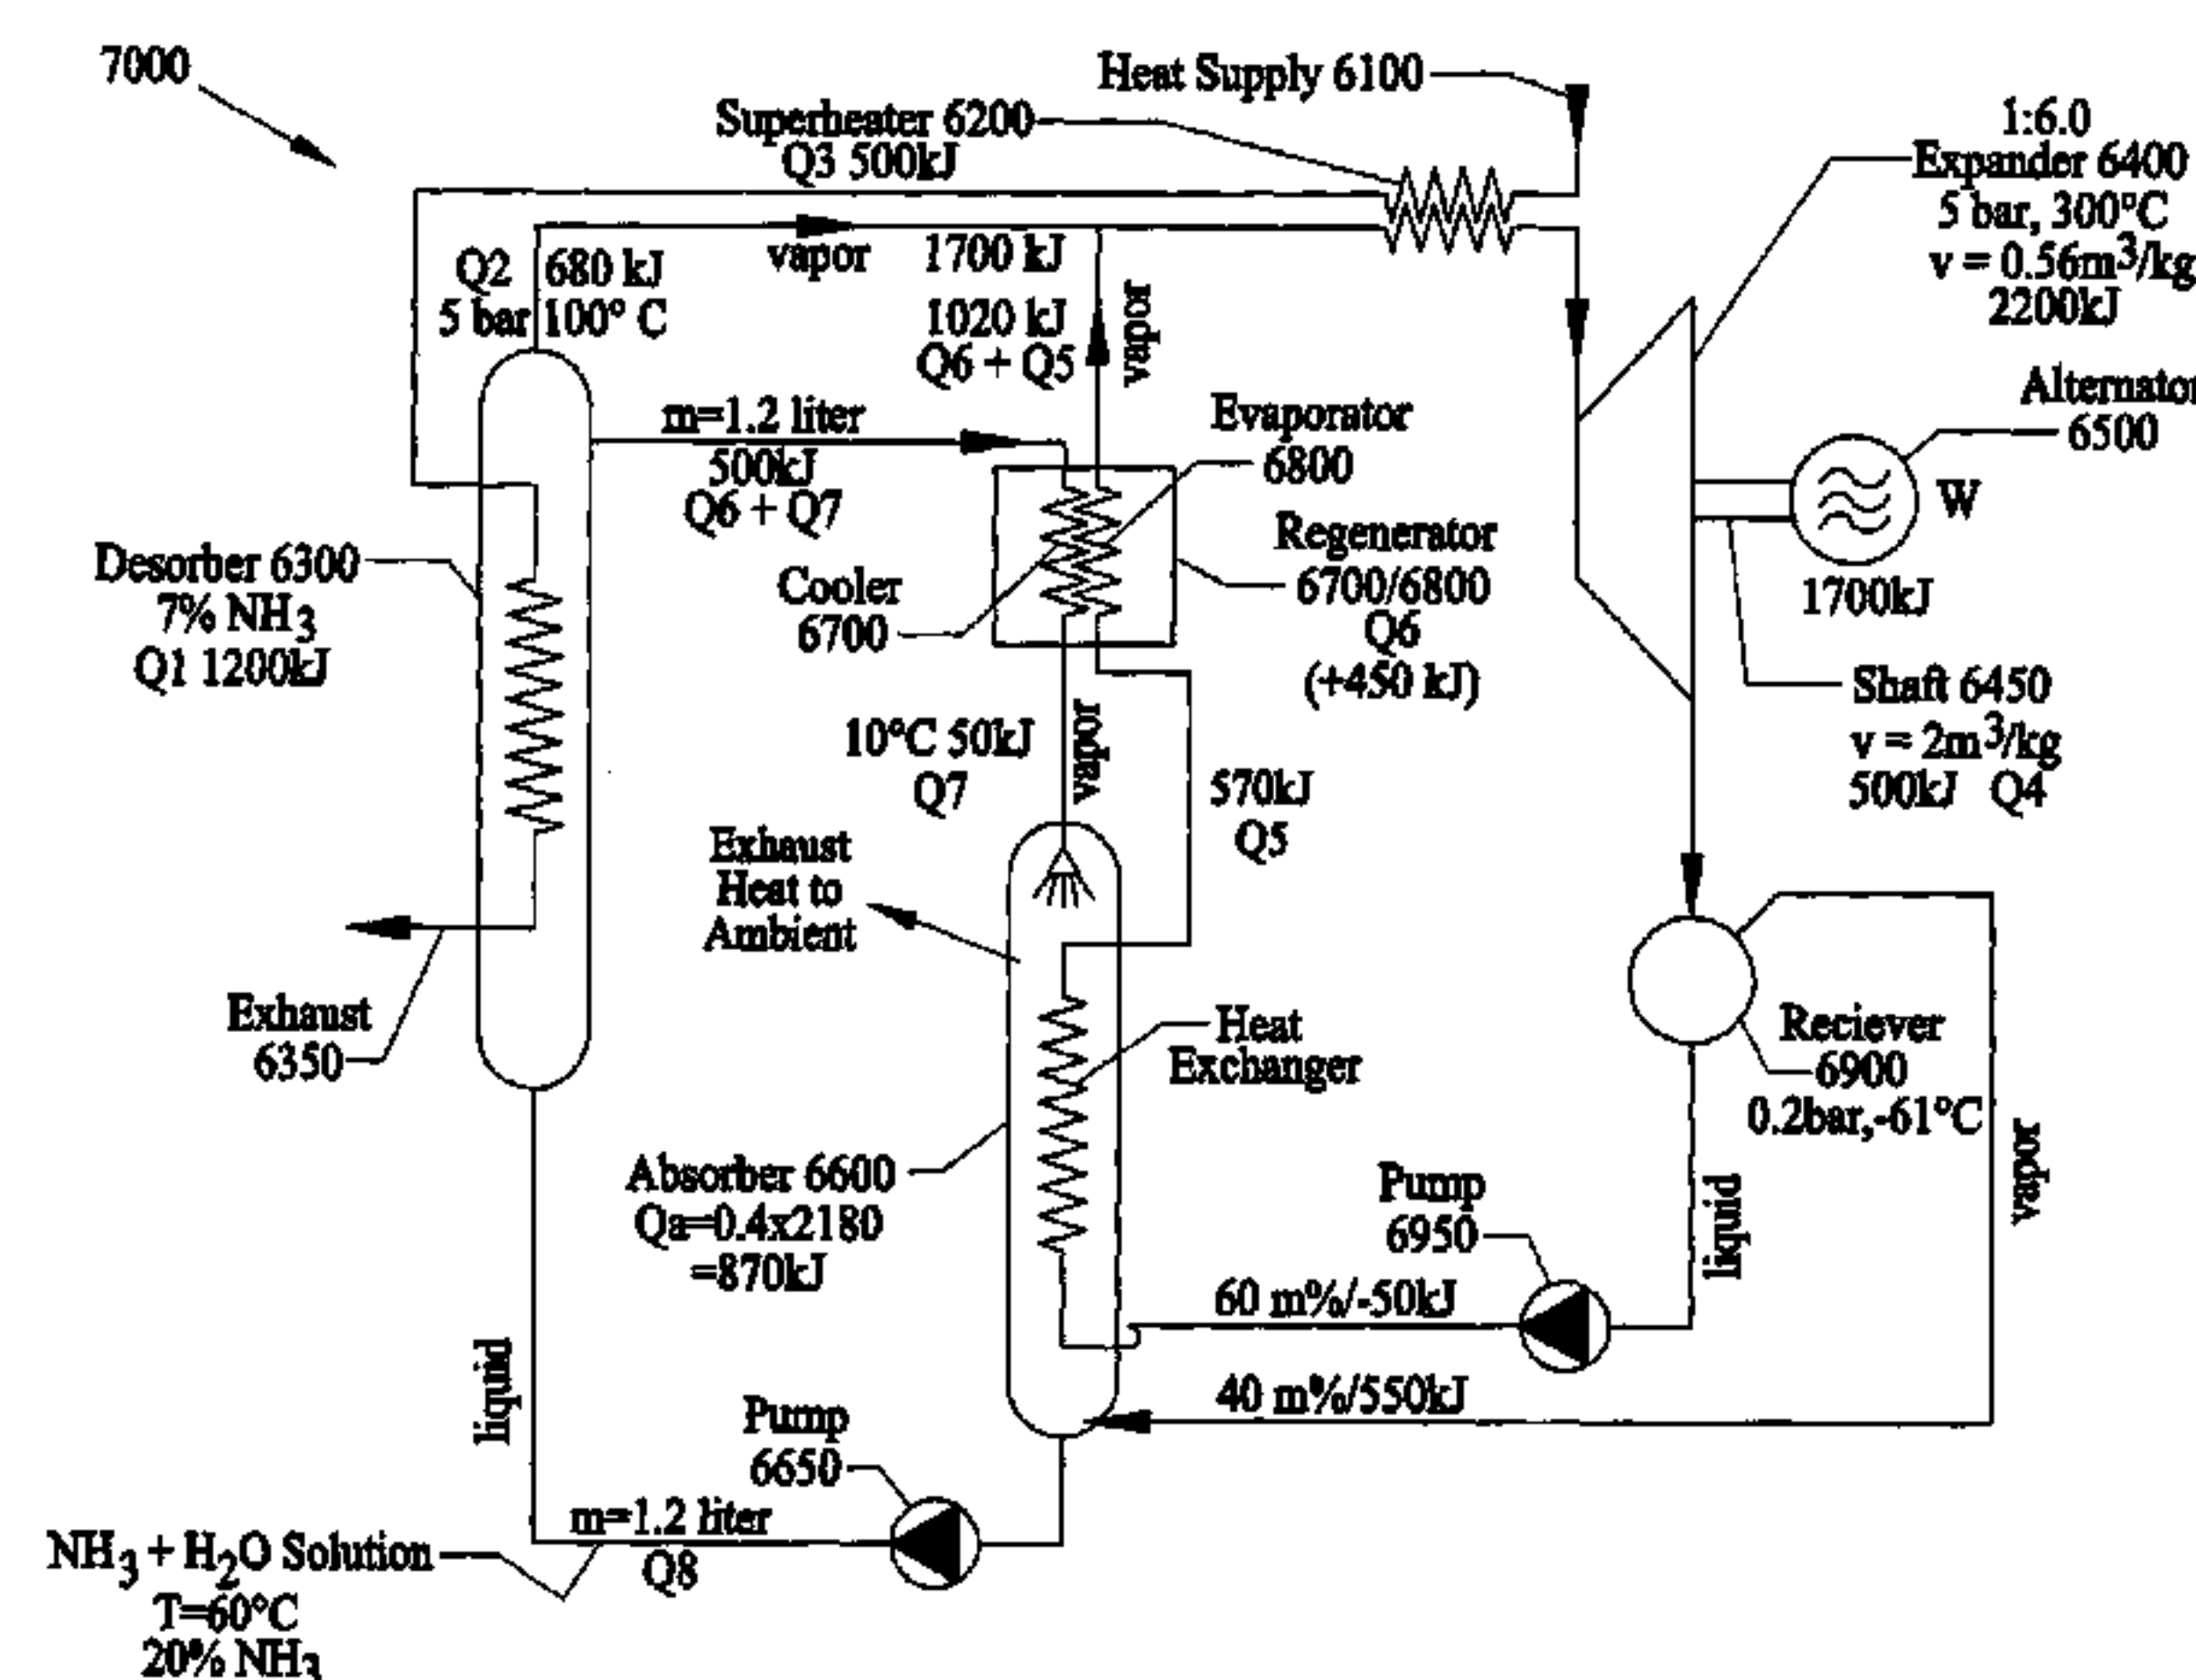 7000
Heat Supply 6100
Superheater 6200
Q3 500kJ
1:6.0
Expander 6400
5 bar, 300°C
v = 0.56m³/kg
2200kJ
Q2 680 kJ
5 bar 100° C
vapor
1700 kJ
1020 kJ
Q6 + Q5
vapor
m=1.2 liter
500kJ
Q6 + Q7
Evaporator
6800
Alternator
6500
W
1700kJ
Desorber 6300
7% NH₃
Q1 1200kJ
Cooler
6700
Regenerator
6700/6800
Q6
(+450 kJ)
Shaft 6450
v = 2m³/kg
500kJ Q4
10°C 50kJ
Q7
vapor
570kJ
Q5
Exhaust
Heat to
Ambient
Exhaust
6350
Heat
Exchanger
Reciever
6900
0.2bar,-61°C
vapor
Absorber 6600
Qa=0.4x2180
=870kJ
Pump
6950
liquid
60 m%/-50kJ
40 m%/550kJ
liquid
Pump
6650
m=1.2 liter
Q8
NH₃ + H₂O Solution
T=60°C
20% NH₃